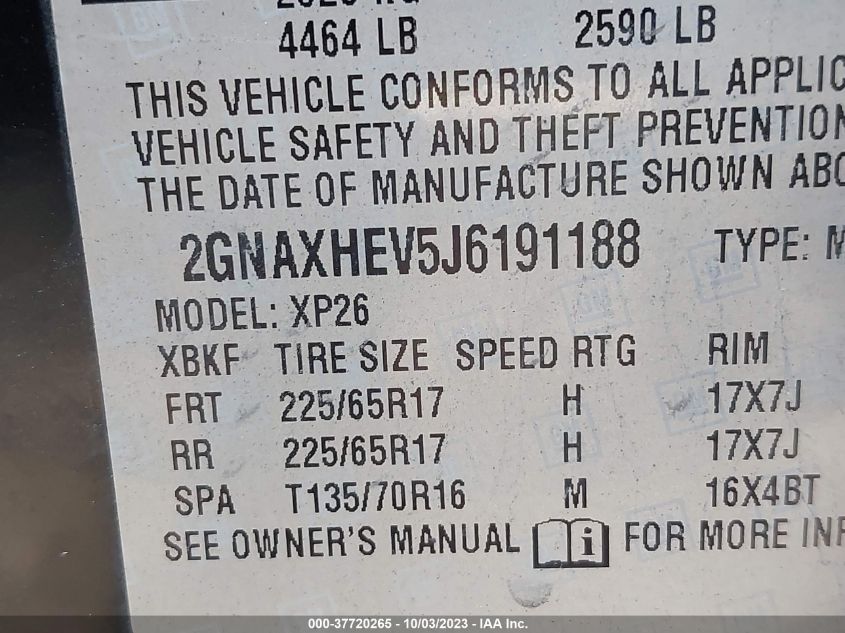 4464 LB 2590 LB
THIS VEHICLE CONFORMS TO ALL APPLIC
VEHICLE SAFETY AND THEFT PREVENTION
THE DATE OF MANUFACTURE SHOWN ABO
2GNAXHEV5J6191188 TYPE: M
MODEL: XP26
XBKF TIRE SIZE SPEED RTG RIM
FRT 225/65R17 H 17X7J
RR 225/65R17 H 17X7J
SPA T135/70R16 M 16X4BT
SEE OWNER'S MANUAL i FOR MORE INF
000-37720265 - 10/03/2023 - IAA Inc.